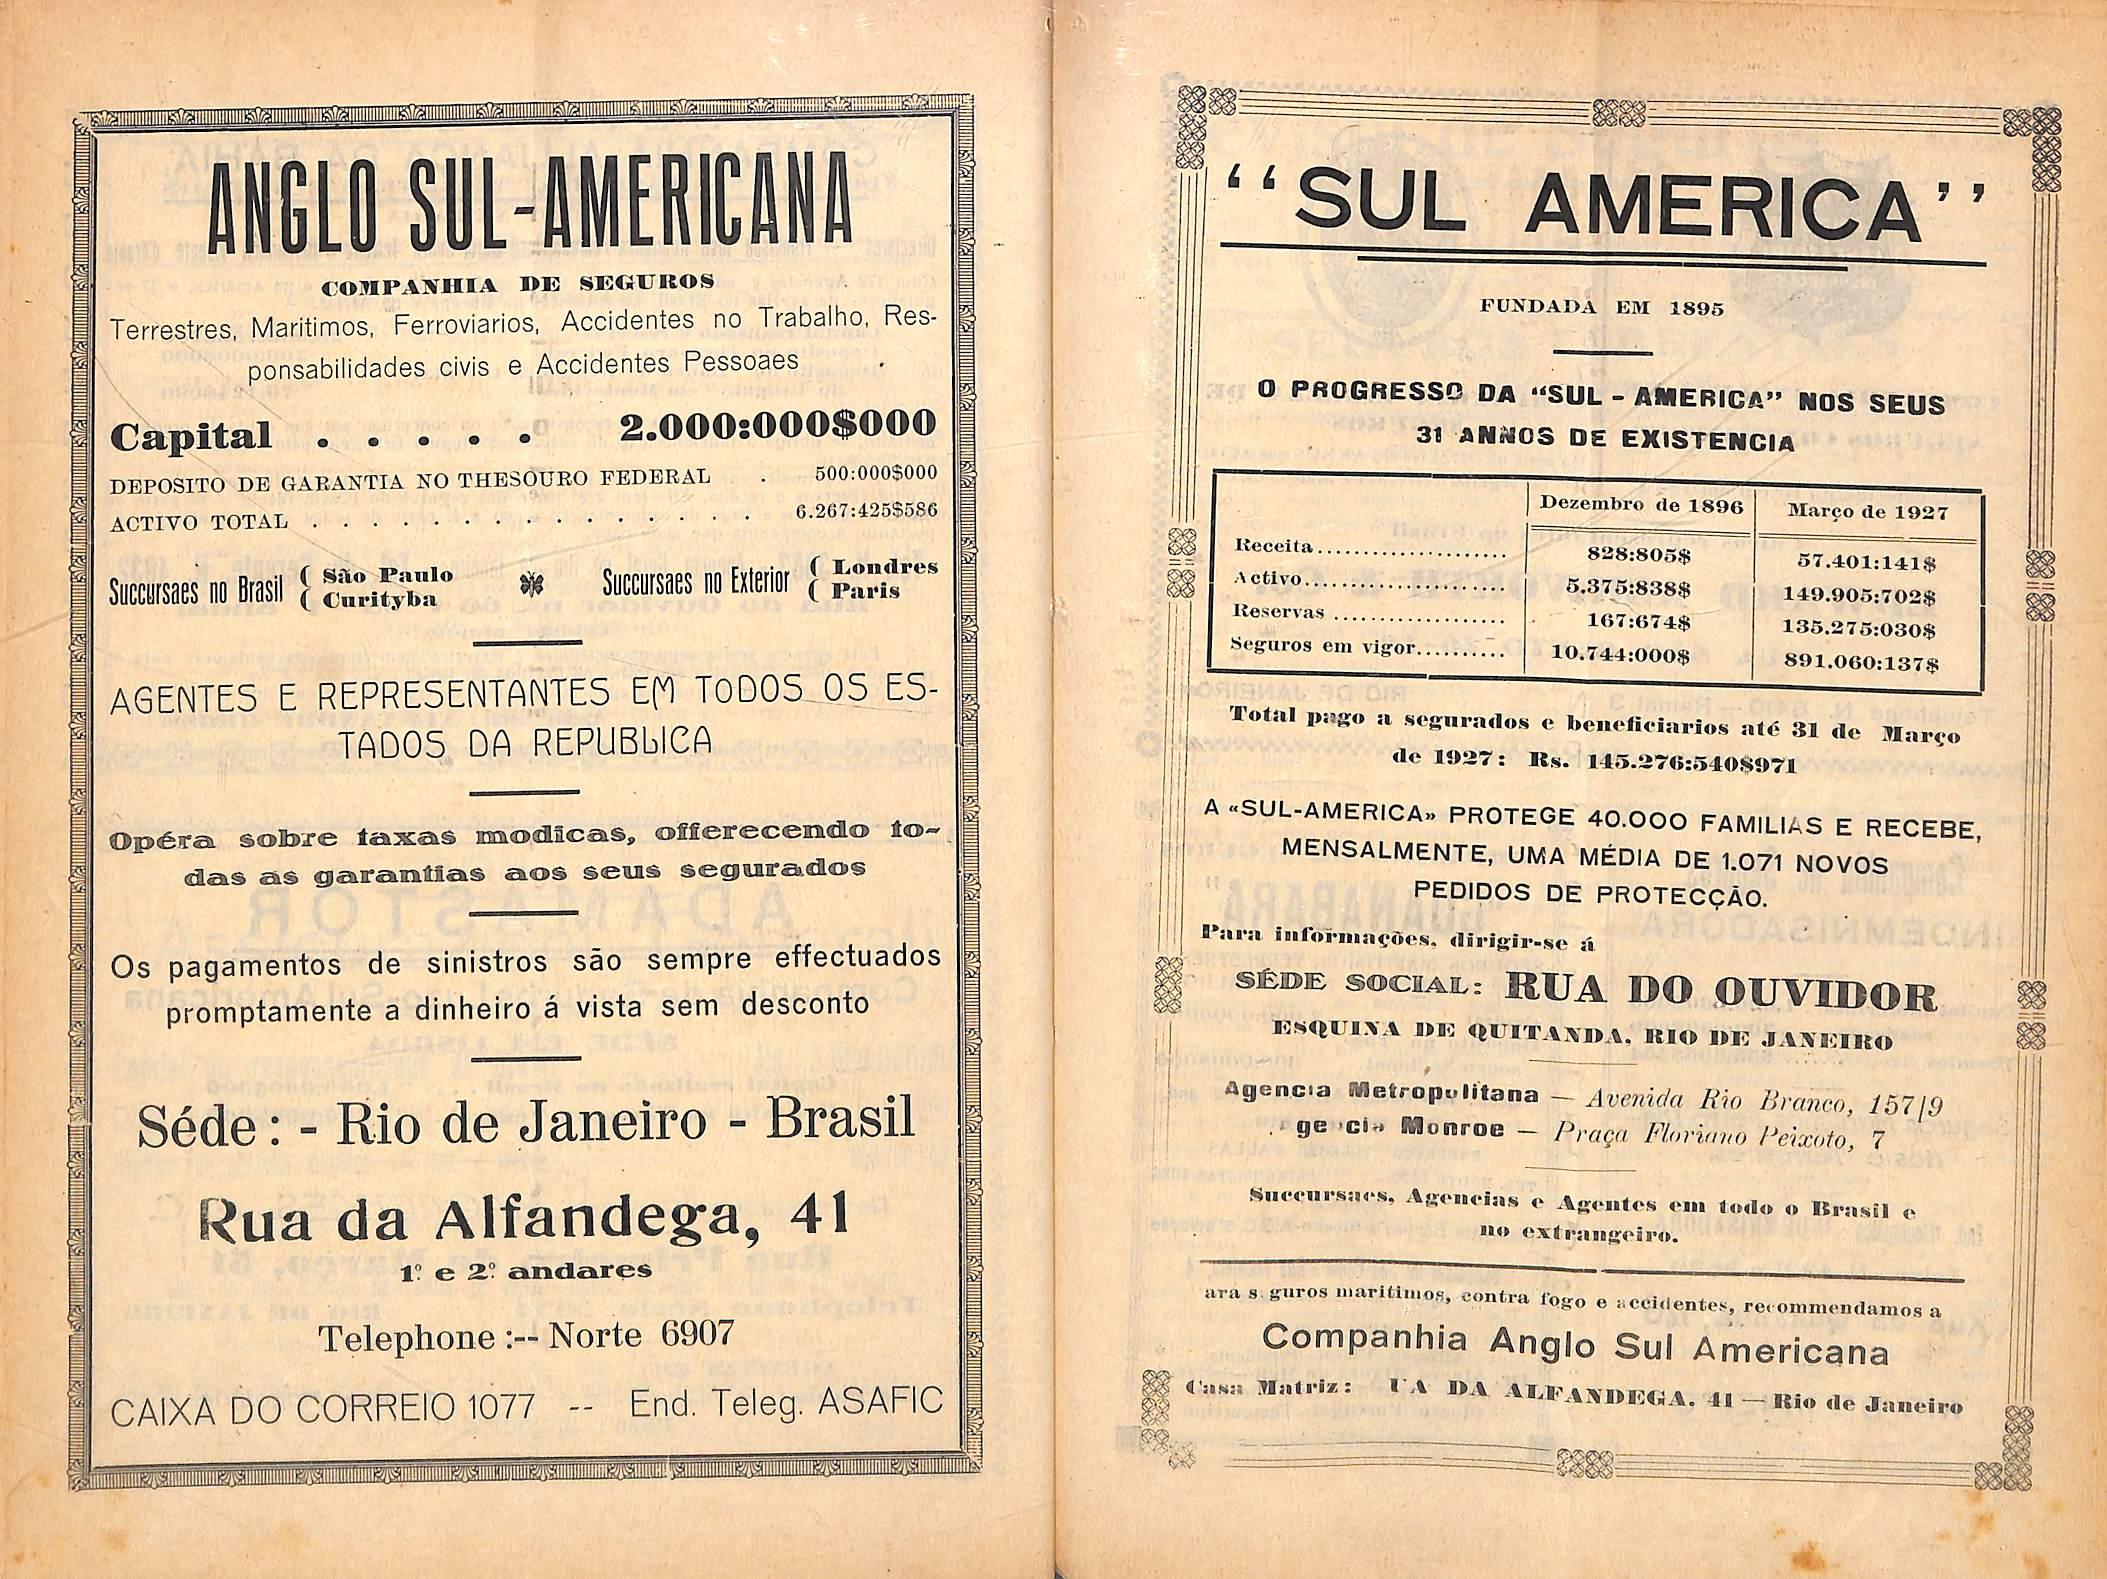 ANGLO SUL-AMERICANA
COMPANHIA DE SEGUROS
Terrestres, Maritimos, Ferroviarios, Accidentes no Trabalho, Res-
ponsabilidades civis e Accidentes Pessoaes
Capital . . . . . 2.000:000$000
DEPOSITO DE GARANTIA NO THESOURO FEDERAL . 500:000$000
ACTIVO TOTAL . . . . . . . . . . . . . . . 6.267:425$586
Succursaes no Brasil ( São Paulo
( Curityba
Succursaes no Exterior ( Londres
( Paris
AGENTES E REPRESENTANTES EM TODOS OS ES-
TADOS DA REPUBLICA
Opéra sobre taxas modicas, offerecendo to-
das as garantias aos seus segurados
Os pagamentos de sinistros são sempre effectuados
promptamente a dinheiro á vista sem desconto
Séde: - Rio de Janeiro - Brasil
Rua da Alfandega, 41
1º e 2º andares
Telephone :-- Norte 6907
CAIXA DO CORREIO 1077 -- End. Teleg. ASAFIC
"SUL AMERICA"
FUNDADA EM 1895
O PROGRESSO DA "SUL-AMERICA" NOS SEUS
31 ANNOS DE EXISTENCIA
Dezembro de 1896 Março de 1927
Receita.................... 828:805$ 57.401:141$
Activo..................... 5.375:838$ 149.905:702$
Reservas .................. 167:674$ 135.275:030$
Seguros em vigor.......... 10.744:000$ 891.060:137$
Total pago a segurados e beneficiarios até 31 de Março
de 1927: Rs. 145.276:540$971
A «SUL-AMERICA» PROTEGE 40.000 FAMILIAS E RECEBE,
MENSALMENTE, UMA MÉDIA DE 1.071 NOVOS
PEDIDOS DE PROTECÇÃO.
Para informações, dirigir-se á
SÉDE SOCIAL: RUA DO OUVIDOR
ESQUINA DE QUITANDA, RIO DE JANEIRO
Agencia Metropolitana — Avenida Rio Branco, 157/9
gencia Monroe — Praça Floriano Peixoto, 7
Succursaes, Agencias e Agentes em todo o Brasil e
no extrangeiro.
ara s guros maritimos, contra fogo e accidentes, recommendamos a
Companhia Anglo Sul Americana
Casa Matriz: UA DA ALFANDEGA, 41 — Rio de Janeiro